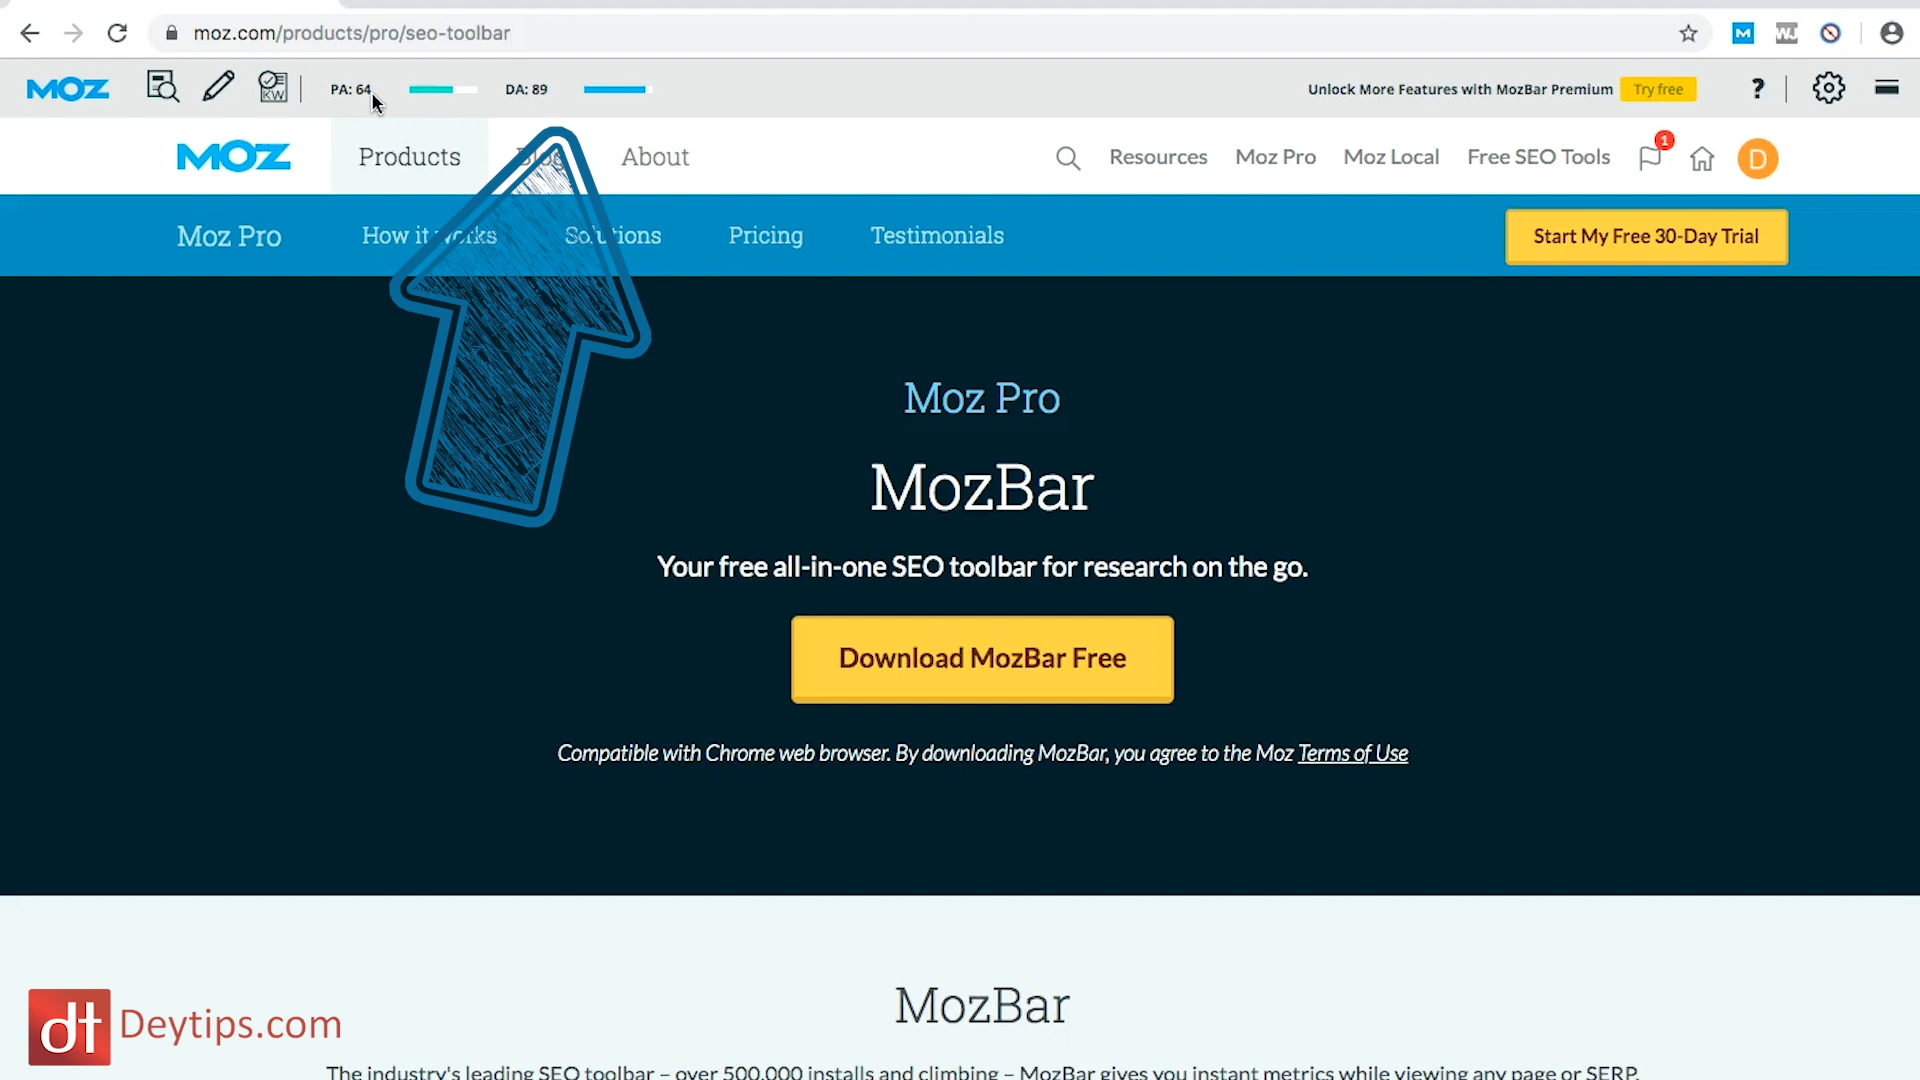 moz.com/products/pro/seo-toolbar
M
MOZ
KW
PA: 64
DA: 89
Unlock More Features with MozBar Premium
Try free
?
MOZ
Products
Blog
About
Resources
Moz Pro
Moz Local
Free SEO Tools
1
D
Moz Pro
How it works
Solutions
Pricing
Testimonials
Start My Free 30-Day Trial
Moz Pro
MozBar
Your free all-in-one SEO toolbar for research on the go.
Download MozBar Free
Compatible with Chrome web browser. By downloading MozBar, you agree to the Moz Terms of Use
MozBar
dt Deytips.com
The industry's leading SEO toolbar – over 500,000 installs and climbing – MozBar gives you instant metrics while viewing any page or SERP.